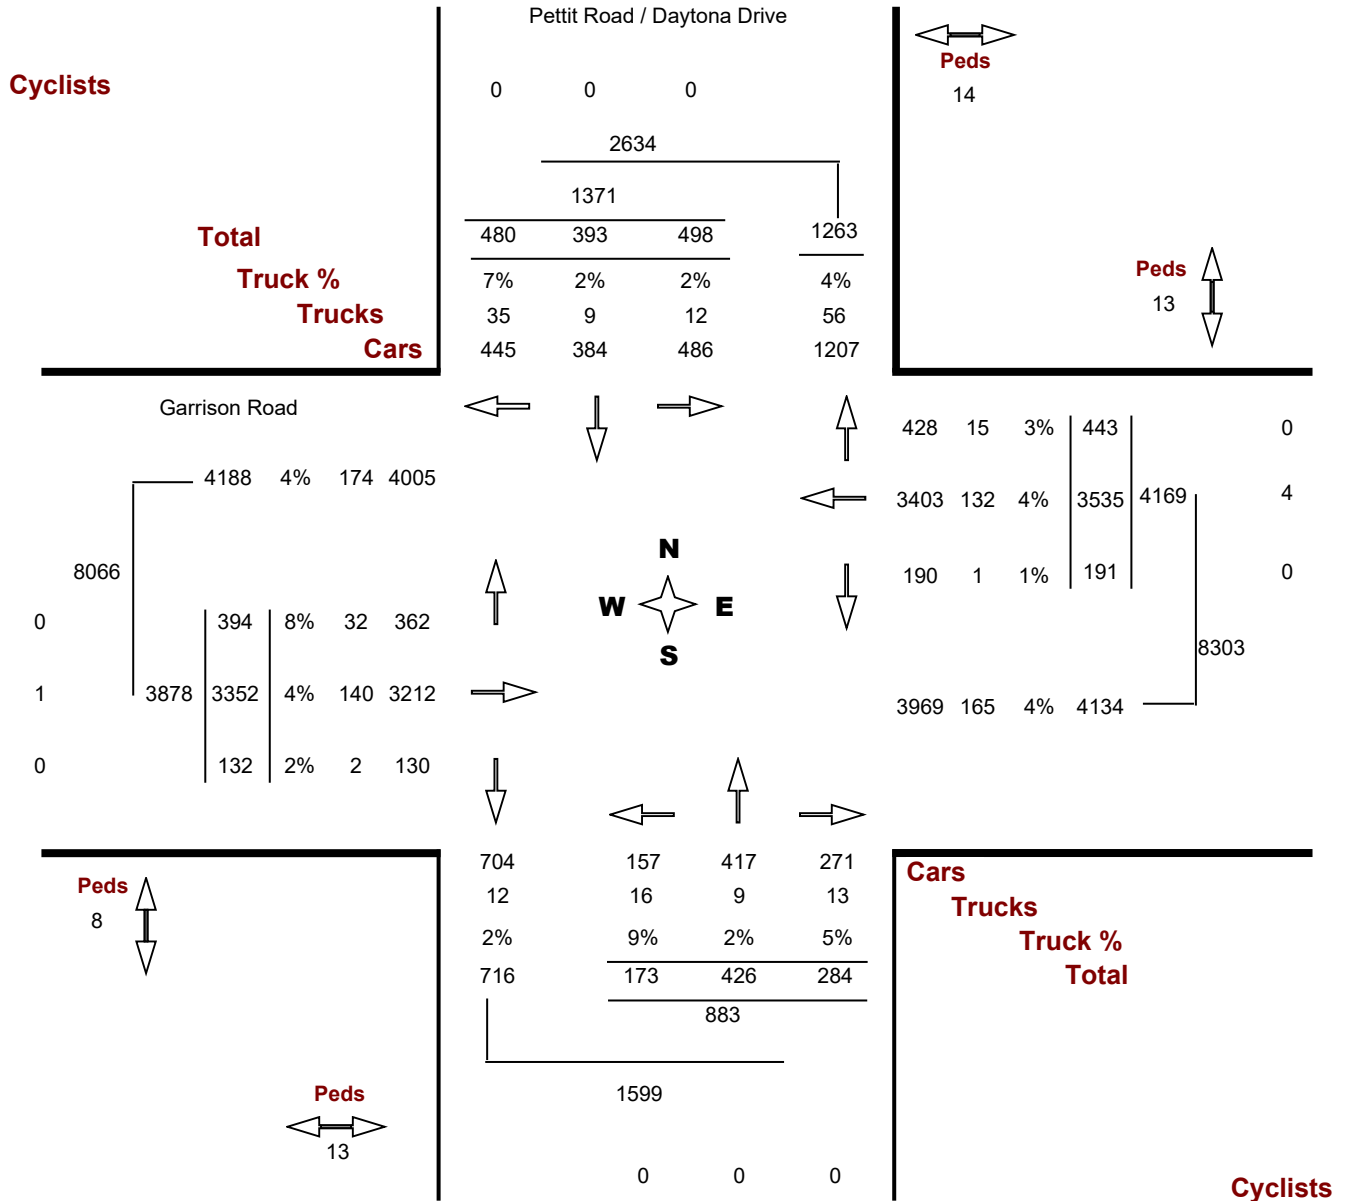 Pettit Road / Daytona Drive
Peds
14
Cyclists
0 0 0
2634
1371
Total 480 393 498 1263
Truck % 7% 2% 2% 4%
Peds
13
Trucks 35 9 12 56
Cars 445 384 486 1207
Garrison Road
428 15 3% 443 0
4188 4% 174 4005
3403 132 4% 3535 4169 4
N
8066
190 1 1% 191 0
W E
0 394 8% 32 362
S
8303
1 3878 3352 4% 140 3212
3969 165 4% 4134
0 132 2% 2 130
704 157 417 271 Cars
Peds
8
12 16 9 13 Trucks
2% 9% 2% 5% Truck %
716 173 426 284 Total
883
1599
Peds
13
0 0 0
Cyclists